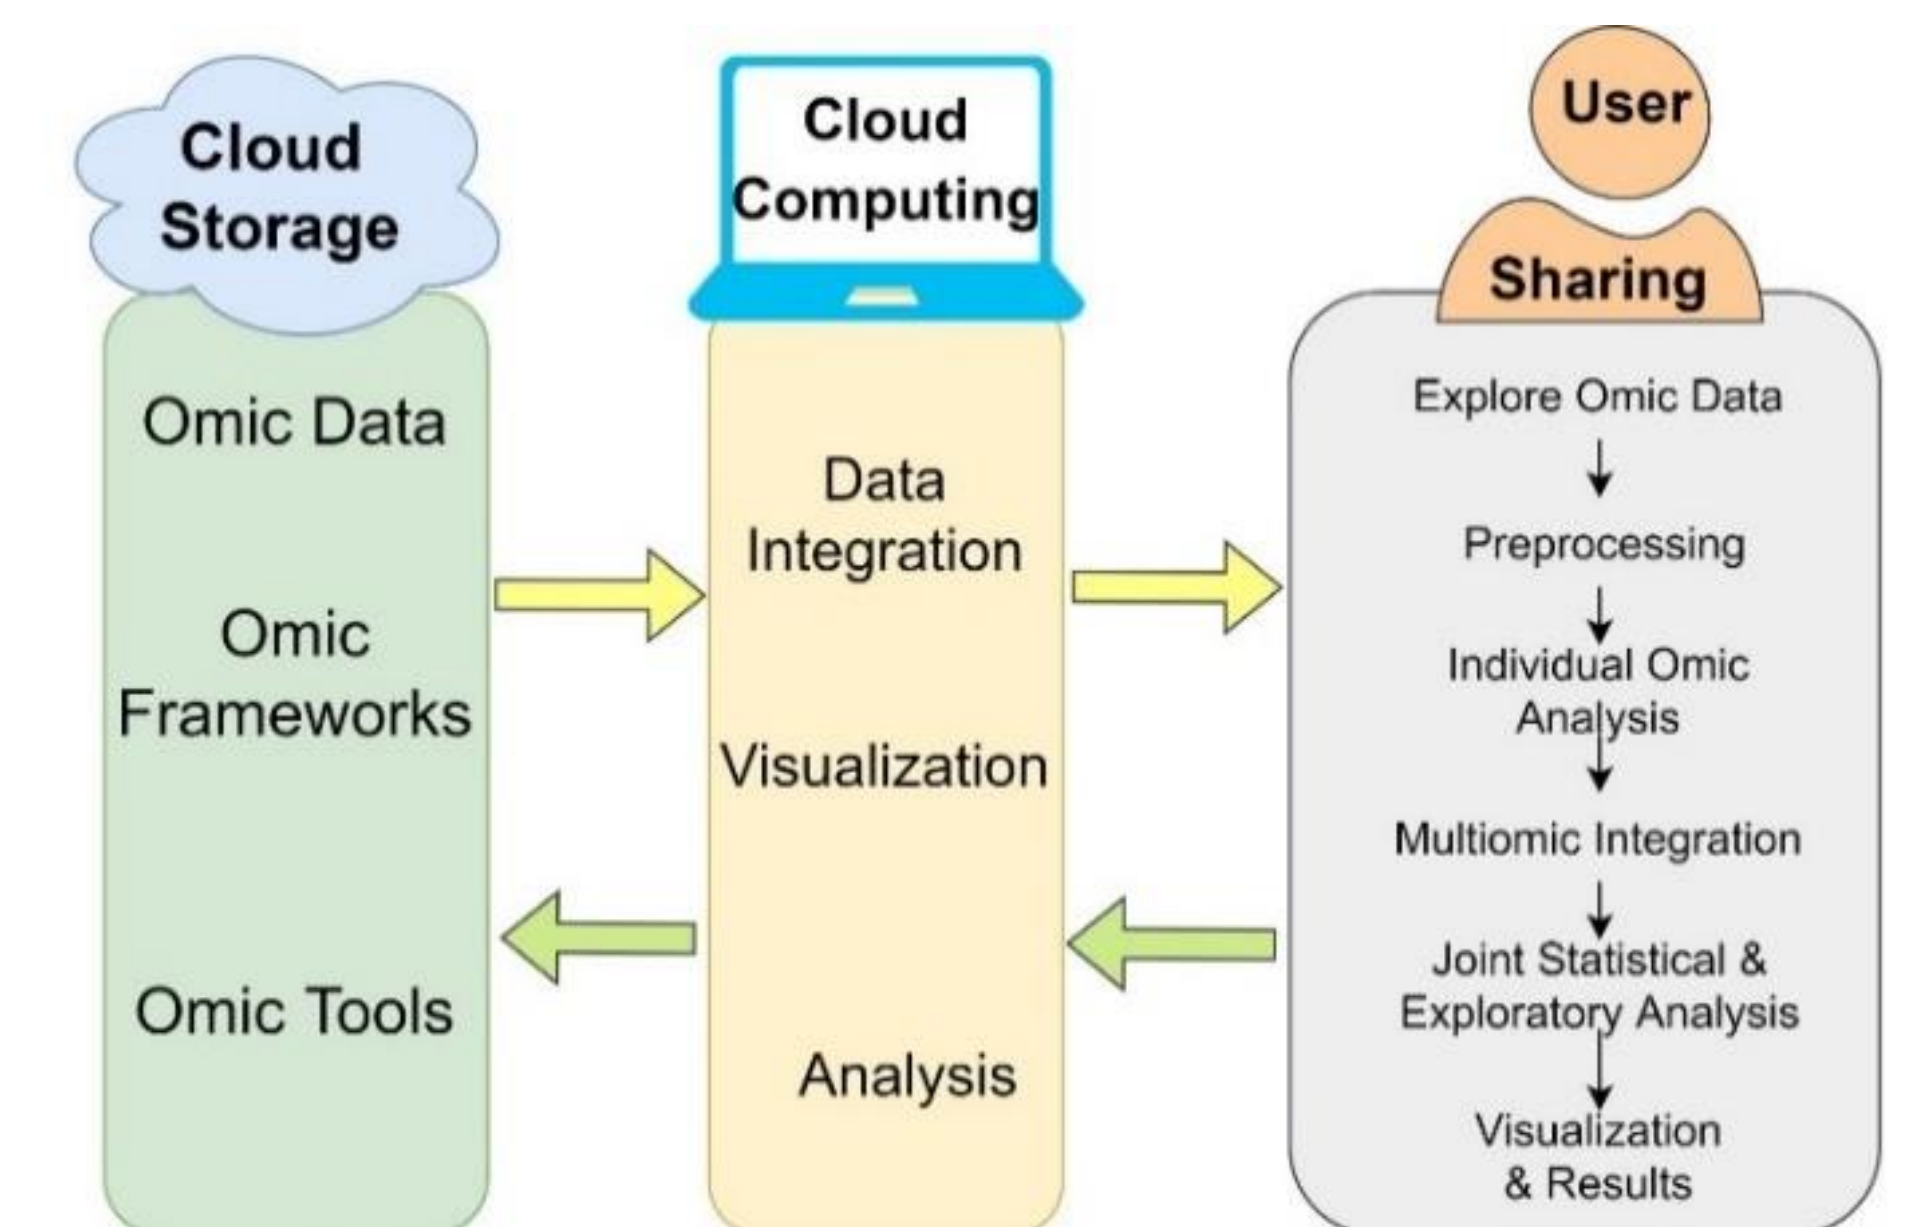 Cloud
Storage
Omic Data
Omic
Frameworks
Omic Tools
Cloud
Computing
Data
Integration
Visualization
Analysis
User
Sharing
Explore Omic Data
Preprocessing
Individual Omic
Analysis
Multiomic Integration
Joint Statistical &
Exploratory Analysis
Visualization
& Results